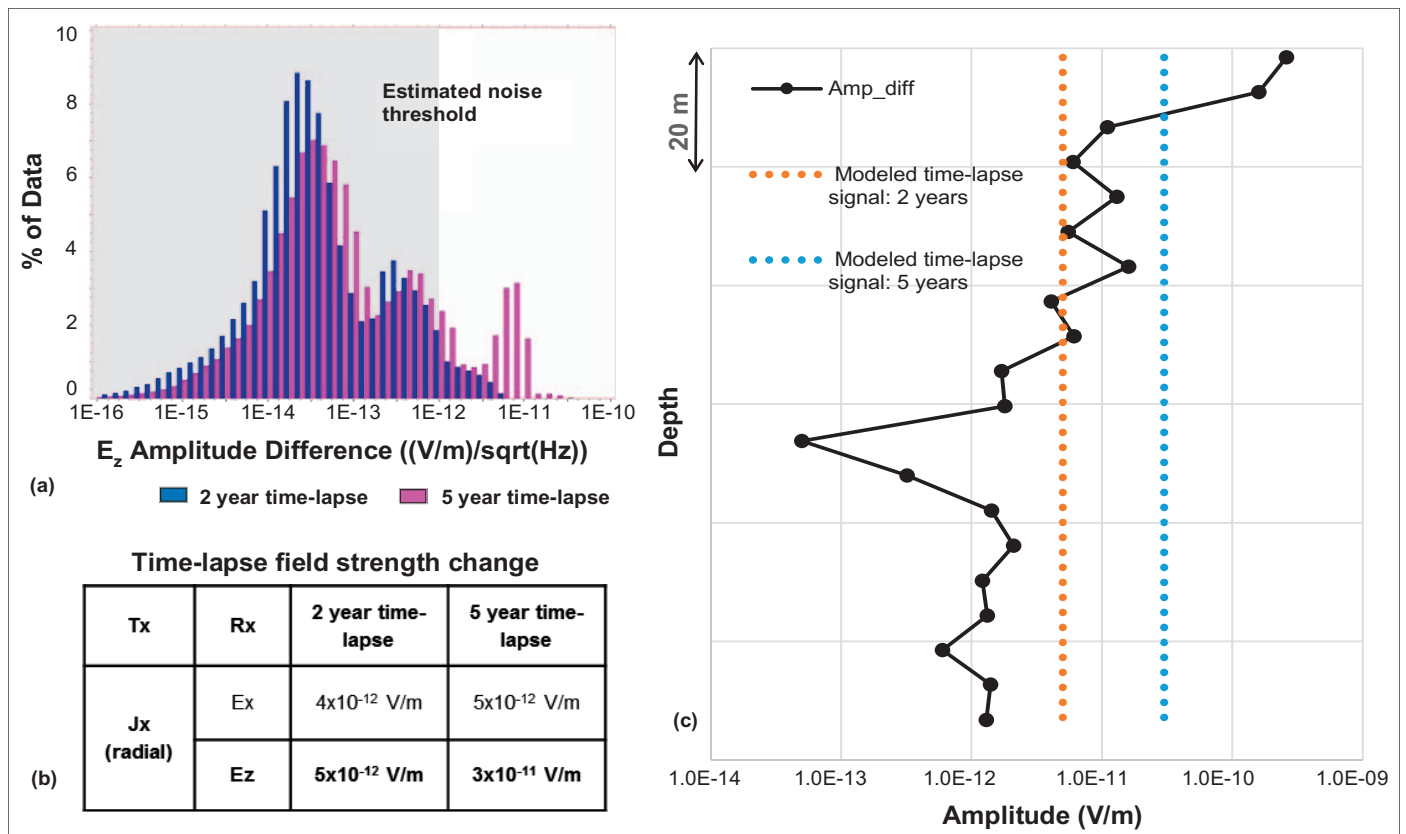 10
8
6
4
2
0
% of Data
Estimated noise
threshold
1E-16 1E-15 1E-14 1E-13 1E-12 1E-11 1E-10
Ez Amplitude Difference ((V/m)/sqrt(Hz))
(a)
2 year time-lapse 5 year time-lapse
Time-lapse field strength change
Tx Rx 2 year time-
lapse 5 year time-
lapse
Jx
(radial)
Ex 4x10-12 V/m 5x10-12 V/m
Ez 5x10-12 V/m 3x10-11 V/m
(b)
20 m
Amp_diff
Modeled time-lapse
signal: 2 years
Modeled time-lapse
signal: 5 years
Depth
(c)
1.0E-14 1.0E-13 1.0E-12 1.0E-11 1.0E-10 1.0E-09
Amplitude (V/m)